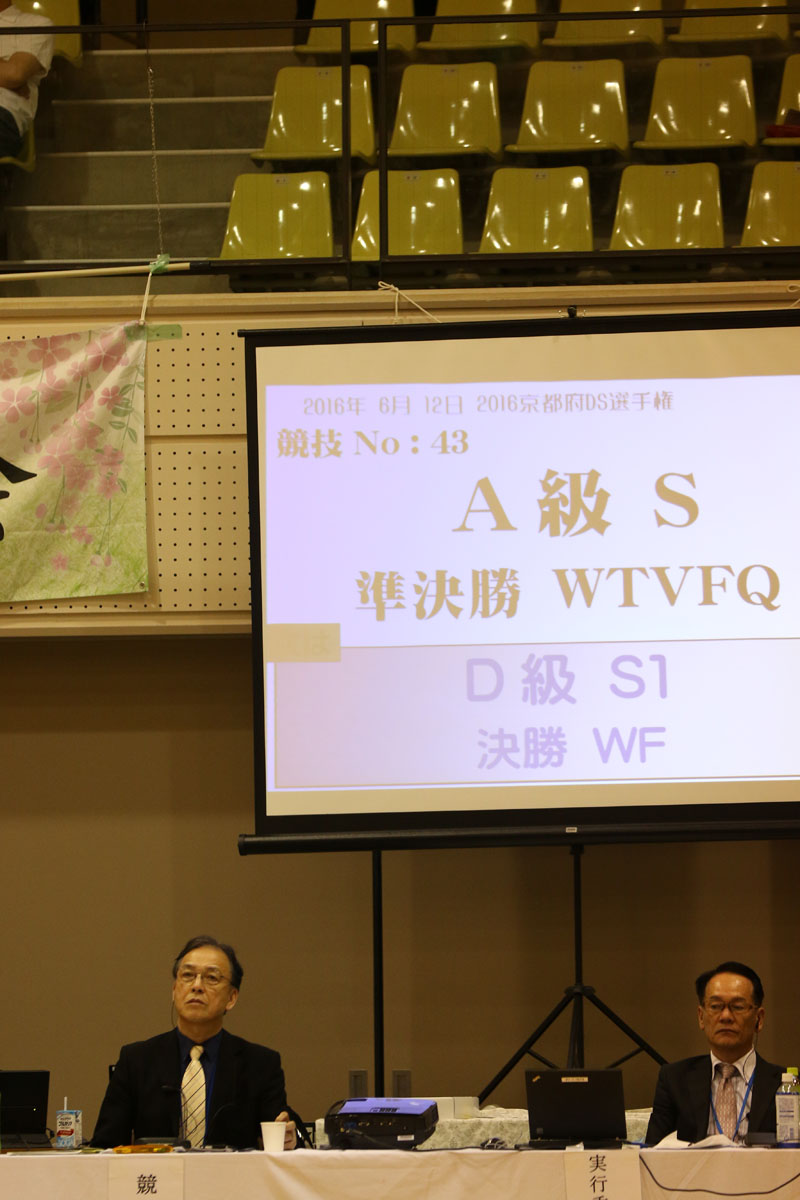 2016年 6月 12日 2016京都府DS選手権
競技 No : 43
A 級 S
準決勝 WTVFQ
次は
D 級 S1
決勝 WF
競
実行